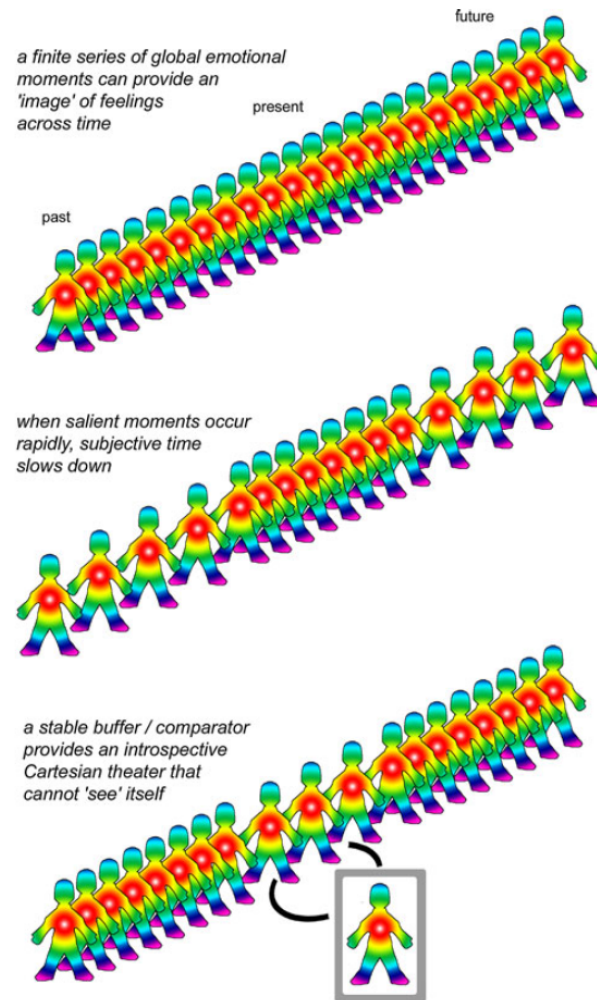 future
a finite series of global emotional
moments can provide an
'image' of feelings
across time
present
past
when salient moments occur
rapidly, subjective time
slows down
a stable buffer / comparator
provides an introspective
Cartesian theater that
cannot 'see' itself